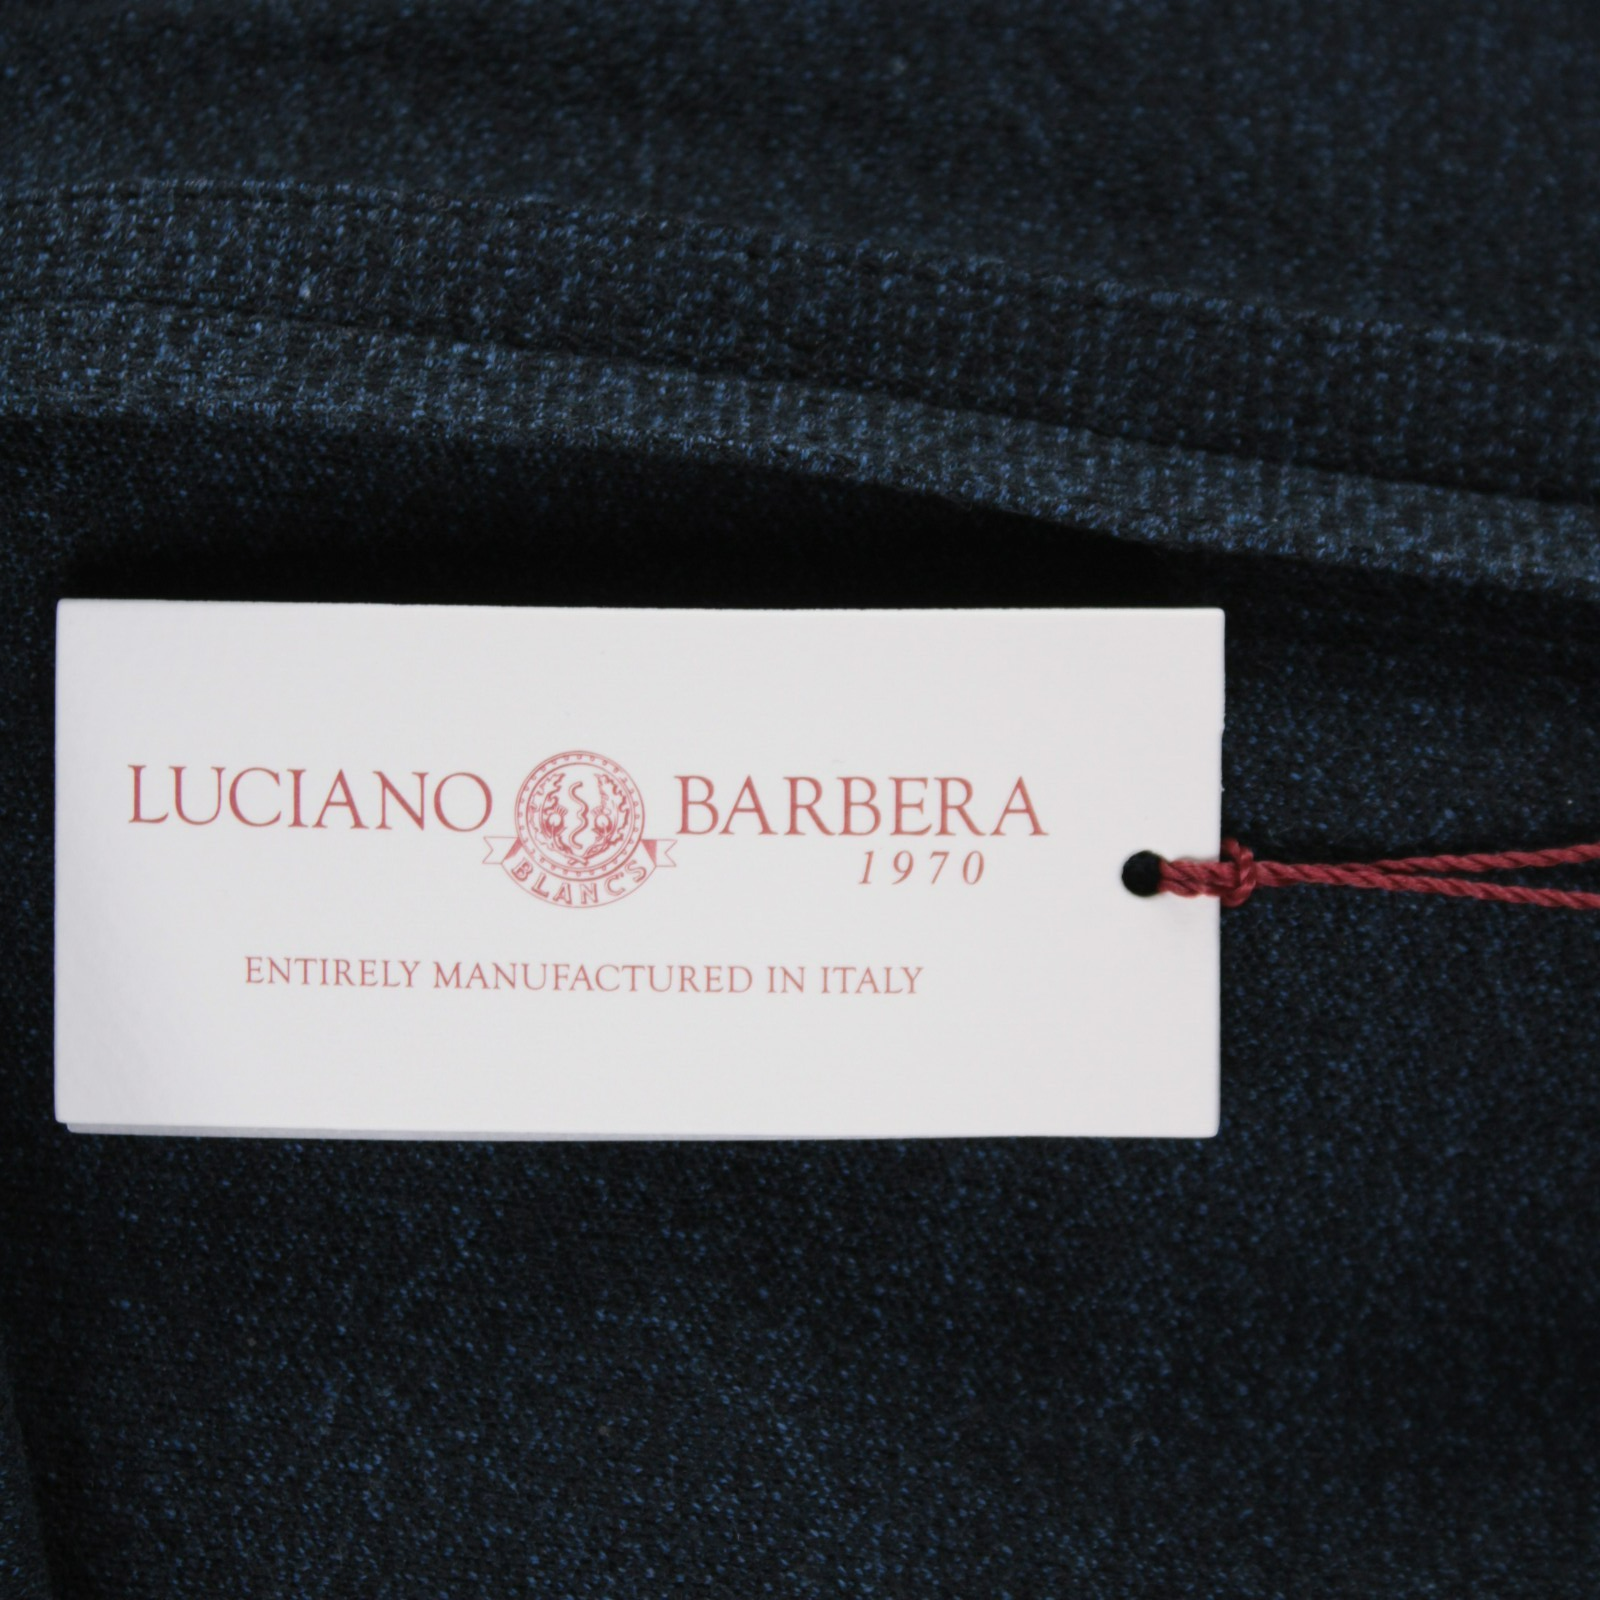 LUCIANO BARBERA
1970
BLANC'S
ENTIRELY MANUFACTURED IN ITALY